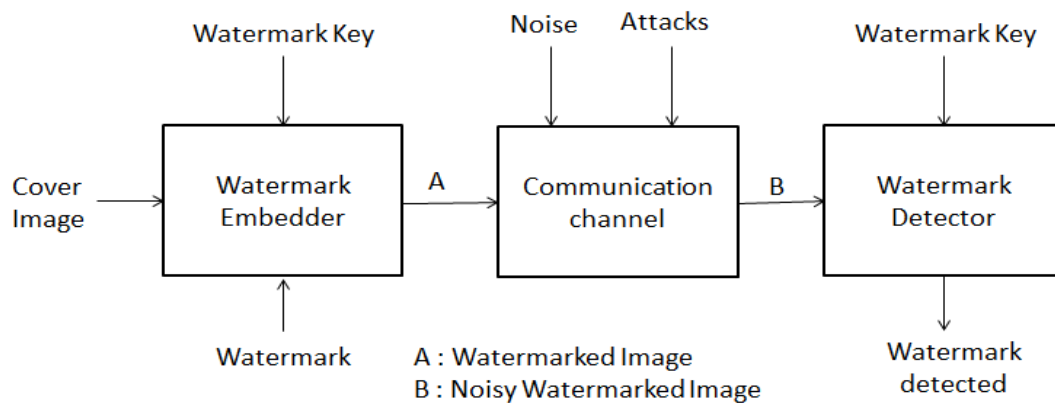 Watermark Key
Noise
Attacks
Watermark Key
Cover
Image
Watermark
Embedder
A
Communication
channel
B
Watermark
Detector
Watermark
A : Watermarked Image
B : Noisy Watermarked Image
Watermark
detected